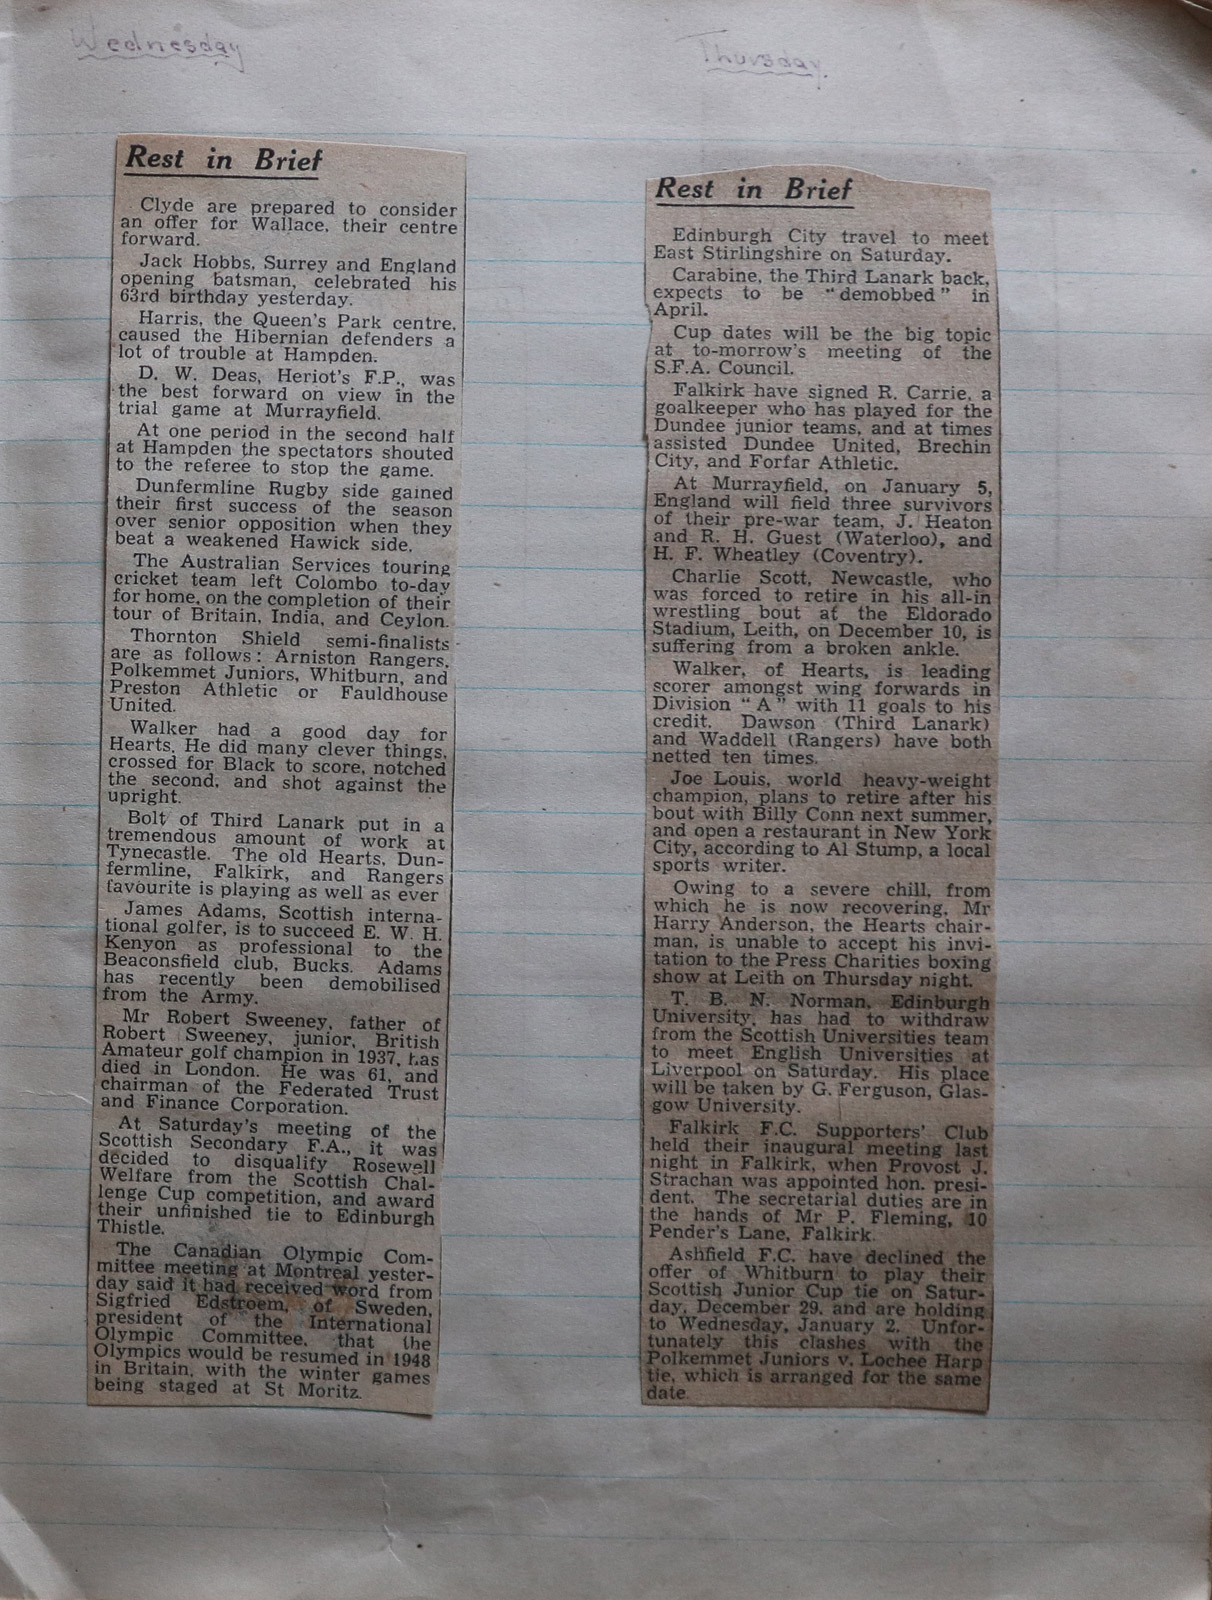 Wednesday
Rest in Brief
Clyde are prepared to consider
an offer for Wallace, their centre
forward.
Jack Hobbs, Surrey and England
opening batsman, celebrated his
63rd birthday yesterday.
Harris, the Queen's Park centre,
caused the Hibernian defenders a
lot of trouble at Hampden.
D. W. Deas, Heriot's F.P., was
the best forward on view in the
trial game at Murrayfield.
At one period in the second half
at Hampden the spectators shouted
to the referee to stop the game.
Dunfermline Rugby side gained
their first success of the season
over senior opposition when they
beat a weakened Hawick side.
The Australian Services touring
cricket team left Colombo to-day
for home, on the completion of their
tour of Britain, India, and Ceylon.
Thornton Shield semi-finalists
are as follows: Arniston Rangers,
Polkemmet Juniors, Whitburn, and
Preston Athletic or Fauldhouse
United.
Walker had a good day for
Hearts. He did many clever things,
crossed for Black to score, notched
the second, and shot against the
upright.
Bolt of Third Lanark put in a
tremendous amount of work at
Tynecastle. The old Hearts, Dun-
fermline, Falkirk, and Rangers
favourite is playing as well as ever
James Adams, Scottish interna-
tional golfer, is to succeed E. W. H.
Kenyon as professional to the
Beaconsfield club, Bucks. Adams
has recently been demobilised
from the Army.
Mr Robert Sweeney, father of
Robert Sweeney, junior, British
Amateur golf champion in 1937, has
died in London. He was 61, and
chairman of the Federated Trust
and Finance Corporation.
At Saturday's meeting of the
Scottish Secondary F.A., it was
decided to disqualify Rosewell
Welfare from the Scottish Chal-
lenge Cup competition, and award
their unfinished tie to Edinburgh
Thistle.
The Canadian Olympic Com-
mittee meeting at Montreal yester-
day said it had received word from
Sigfried Edstroem, of Sweden,
president of the International
Olympic Committee, that the
Olympics would be resumed in 1948
in Britain, with the winter games
being staged at St Moritz.
Thursday
Rest in Brief
Edinburgh City travel to meet
East Stirlingshire on Saturday.
Carabine, the Third Lanark back,
expects to be "demobbed" in
April.
Cup dates will be the big topic
at to-morrow's meeting of the
S.F.A. Council.
Falkirk have signed R. Carrie, a
goalkeeper who has played for the
Dundee junior teams, and at times
assisted Dundee United, Brechin
City, and Forfar Athletic.
At Murrayfield, on January 5,
England will field three survivors
of their pre-war team, J. Heaton
and R. H. Guest (Waterloo), and
H. F. Wheatley (Coventry).
Charlie Scott, Newcastle, who
was forced to retire in his all-in
wrestling bout at the Eldorado
Stadium, Leith, on December 10, is
suffering from a broken ankle.
Walker, of Hearts, is leading
scorer amongst wing forwards in
Division "A" with 11 goals to his
credit. Dawson (Third Lanark)
and Waddell (Rangers) have both
netted ten times.
Joe Louis, world heavy-weight
champion, plans to retire after his
bout with Billy Conn next summer,
and open a restaurant in New York
City, according to Al Stump, a local
sports writer.
Owing to a severe chill, from
which he is now recovering, Mr
Harry Anderson, the Hearts chair-
man, is unable to accept his invi-
tation to the Press Charities boxing
show at Leith on Thursday night.
T. B. N. Norman, Edinburgh
University, has had to withdraw
from the Scottish Universities team
to meet English Universities at
Liverpool on Saturday. His place
will be taken by G. Ferguson, Glas-
gow University.
Falkirk F.C. Supporters' Club
held their inaugural meeting last
night in Falkirk, when Provost J.
Strachan was appointed hon. presi-
dent. The secretarial duties are in
the hands of Mr P. Fleming, 10
Pender's Lane, Falkirk.
Ashfield F.C. have declined the
offer of Whitburn to play their
Scottish Junior Cup tie on Satur-
day, December 29, and are holding
to Wednesday, January 2. Unfor-
tunately this clashes with the
Polkemmet Juniors v. Lochee Harp
tie, which is arranged for the same
date.